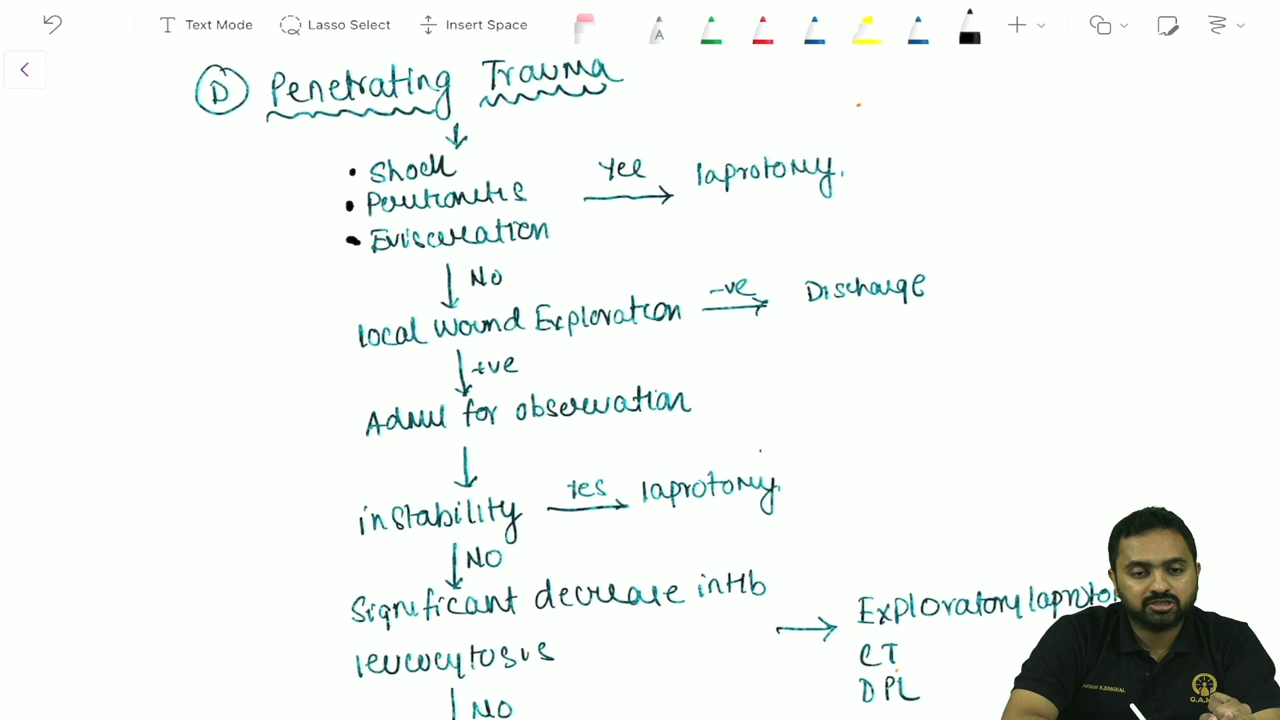 Text Mode
Lasso Select
Insert Space
D Penetrating Trauma
• Shock
• Peritonitis
• Evisceration
Yes
laprotomy.
NO
local wound Exploration
-ve
Discharge
+ve
Admit for observation
instability
Yes
laprotomy.
NO
Significant decrease in Hb
leucocytosis
Exploratory
CT
DPL
NO